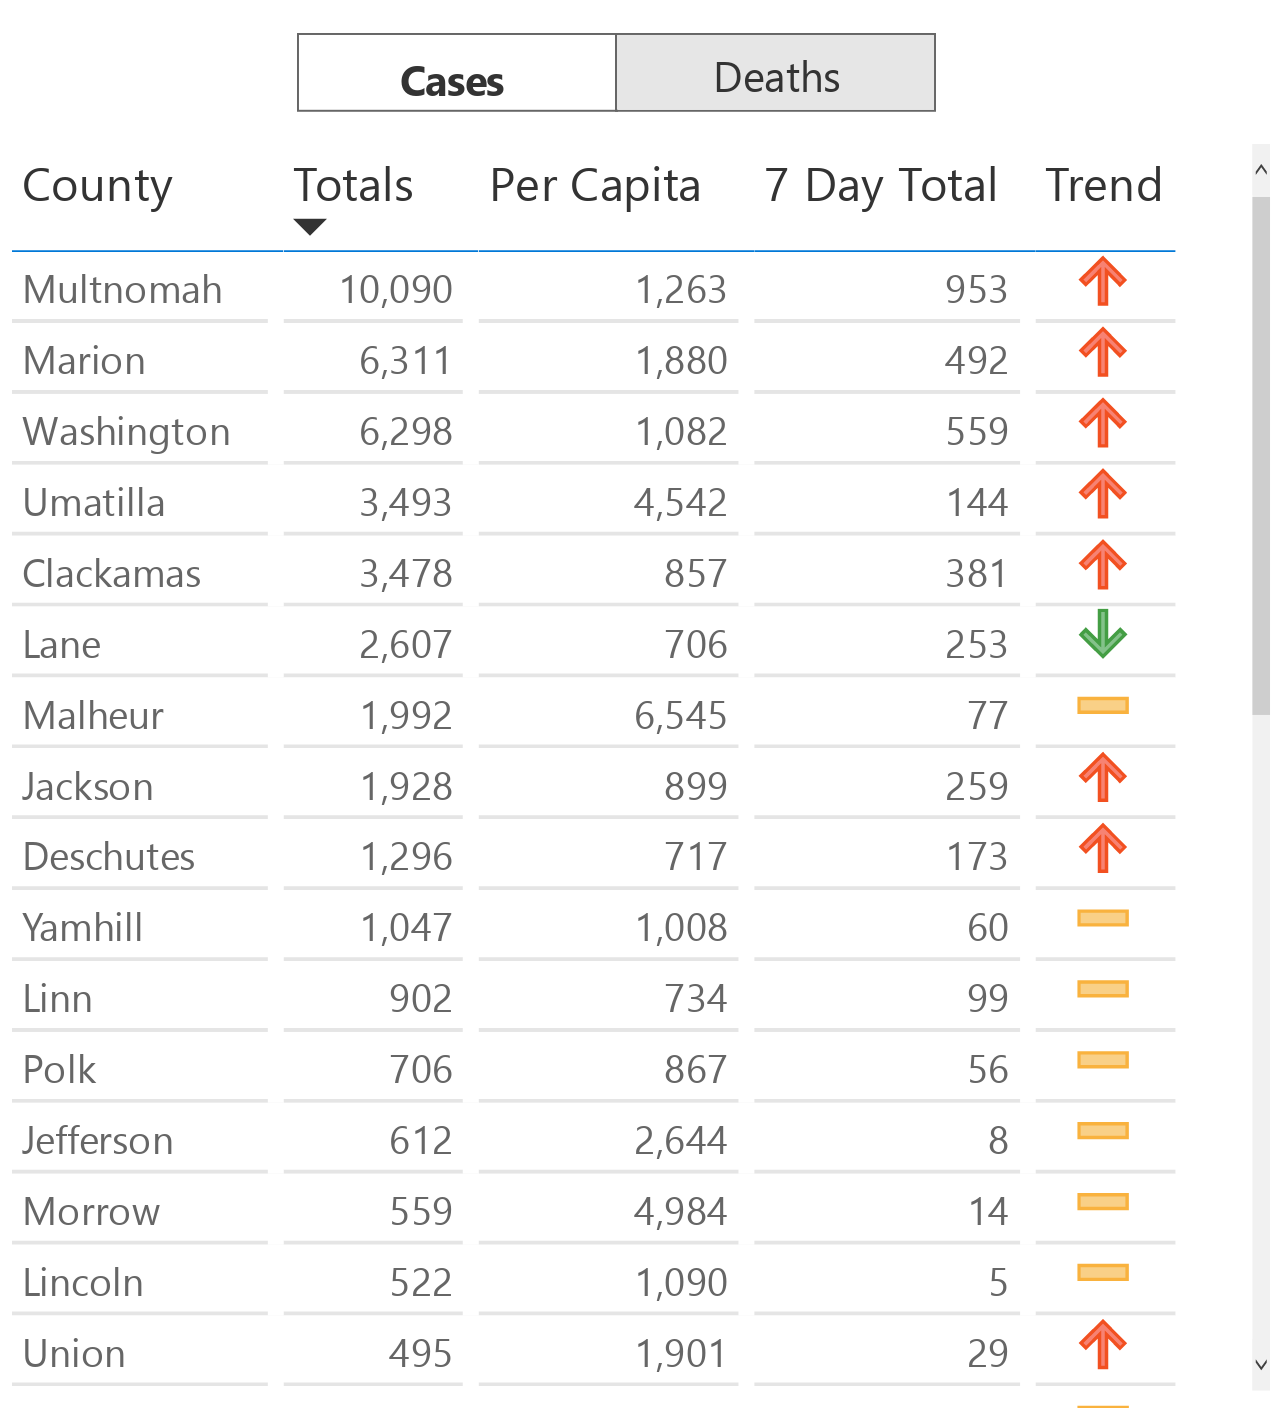 Cases Deaths
County Totals Per Capita 7 Day Total Trend
Multnomah 10,090 1,263 953
Marion 6,311 1,880 492
Washington 6,298 1,082 559
Umatilla 3,493 4,542 144
Clackamas 3,478 857 381
Lane 2,607 706 253
Malheur 1,992 6,545 77
Jackson 1,928 899 259
Deschutes 1,296 717 173
Yamhill 1,047 1,008 60
Linn 902 734 99
Polk 706 867 56
Jefferson 612 2,644 8
Morrow 559 4,984 14
Lincoln 522 1,090 5
Union 495 1,901 29